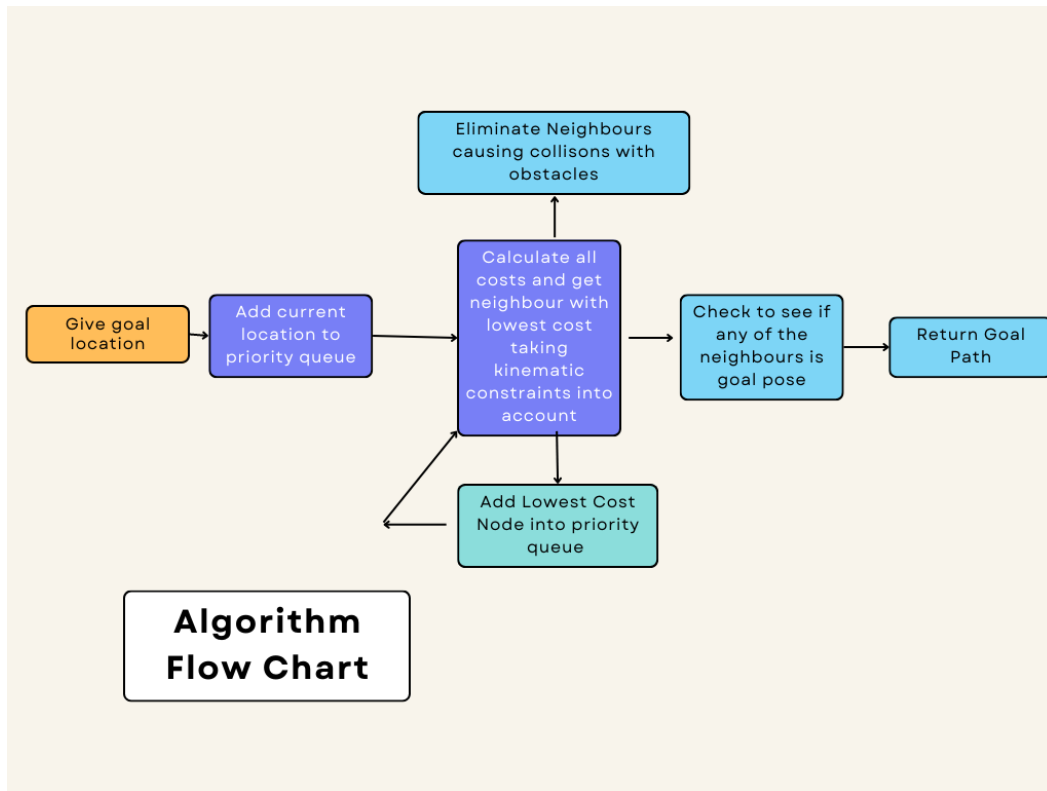 Eliminate Neighbours
causing collisons with
obstacles
Give goal
location
Add current
location to
priority queue
Calculate all
costs and get
neighbour with
lowest cost
taking
kinematic
constraints into
account
Check to see if
any of the
neighbours is
goal pose
Return Goal
Path
Add Lowest Cost
Node into priority
queue
Algorithm
Flow Chart